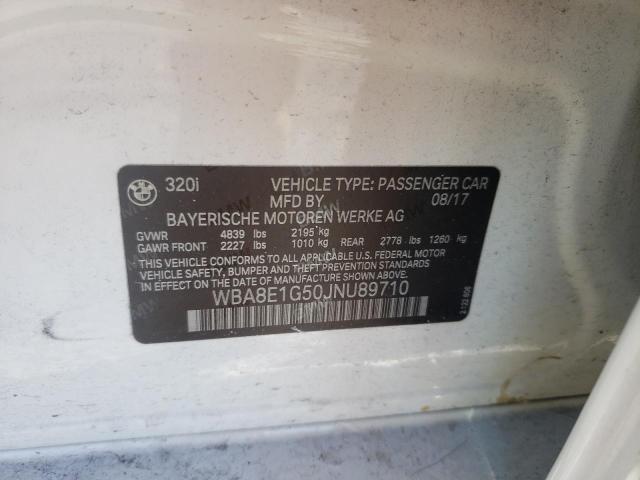 320i VEHICLE TYPE: PASSENGER CAR
MFD BY 08/17
BAYERISCHE MOTOREN WERKE AG
GVWR 4839 lbs 2195 kg
GAWR FRONT 2227 lbs 1010 kg REAR 2778 lbs 1260 kg
THIS VEHICLE CONFORMS TO ALL APPLICABLE U.S. FEDERAL MOTOR
VEHICLE SAFETY, BUMPER, AND THEFT PREVENTION STANDARDS
IN EFFECT ON THE DATE OF MANUFACTURE SHOWN ABOVE.
WBA8E1G50JNU89710